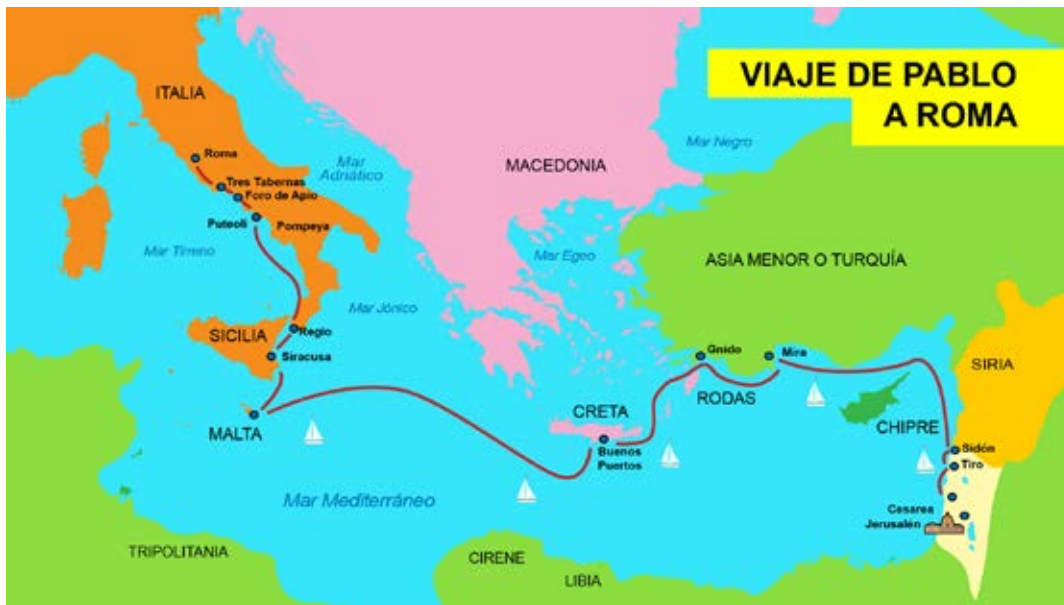 VIAJE DE PABLO
A ROMA
ITALIA
Roma
Mar
Adriático
MACEDONIA
Mar Negro
Tres Tabernas
Foro de Apio
Puteoli
Pompeya
Mar Tirreno
Mar Egeo
ASIA MENOR O TURQUÍA
Mar Jónico
SICILIA
Regio
Siracusa
Gnido
Mira
SIRIA
RODAS
CRETA
CHIPRE
MALTA
Buenos
Puertos
Sidón
Tiro
Mar Mediterráneo
Cesarea
Jerusalén
TRIPOLITANIA
CIRENE
LIBIA